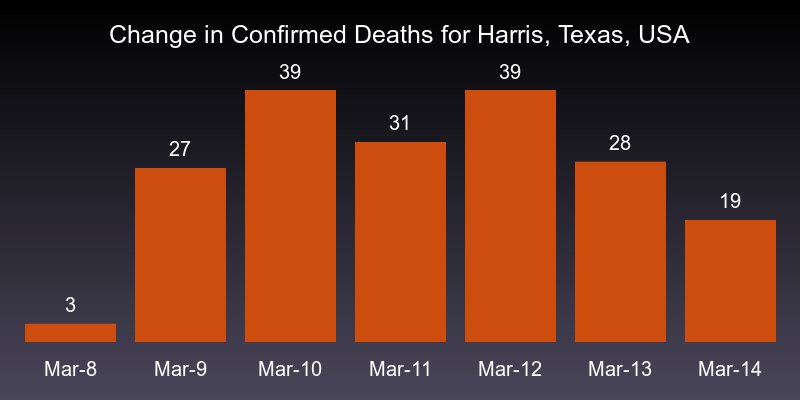 Change in Confirmed Deaths for Harris, Texas, USA
3 27 39 31 39 28 19
Mar-8 Mar-9 Mar-10 Mar-11 Mar-12 Mar-13 Mar-14